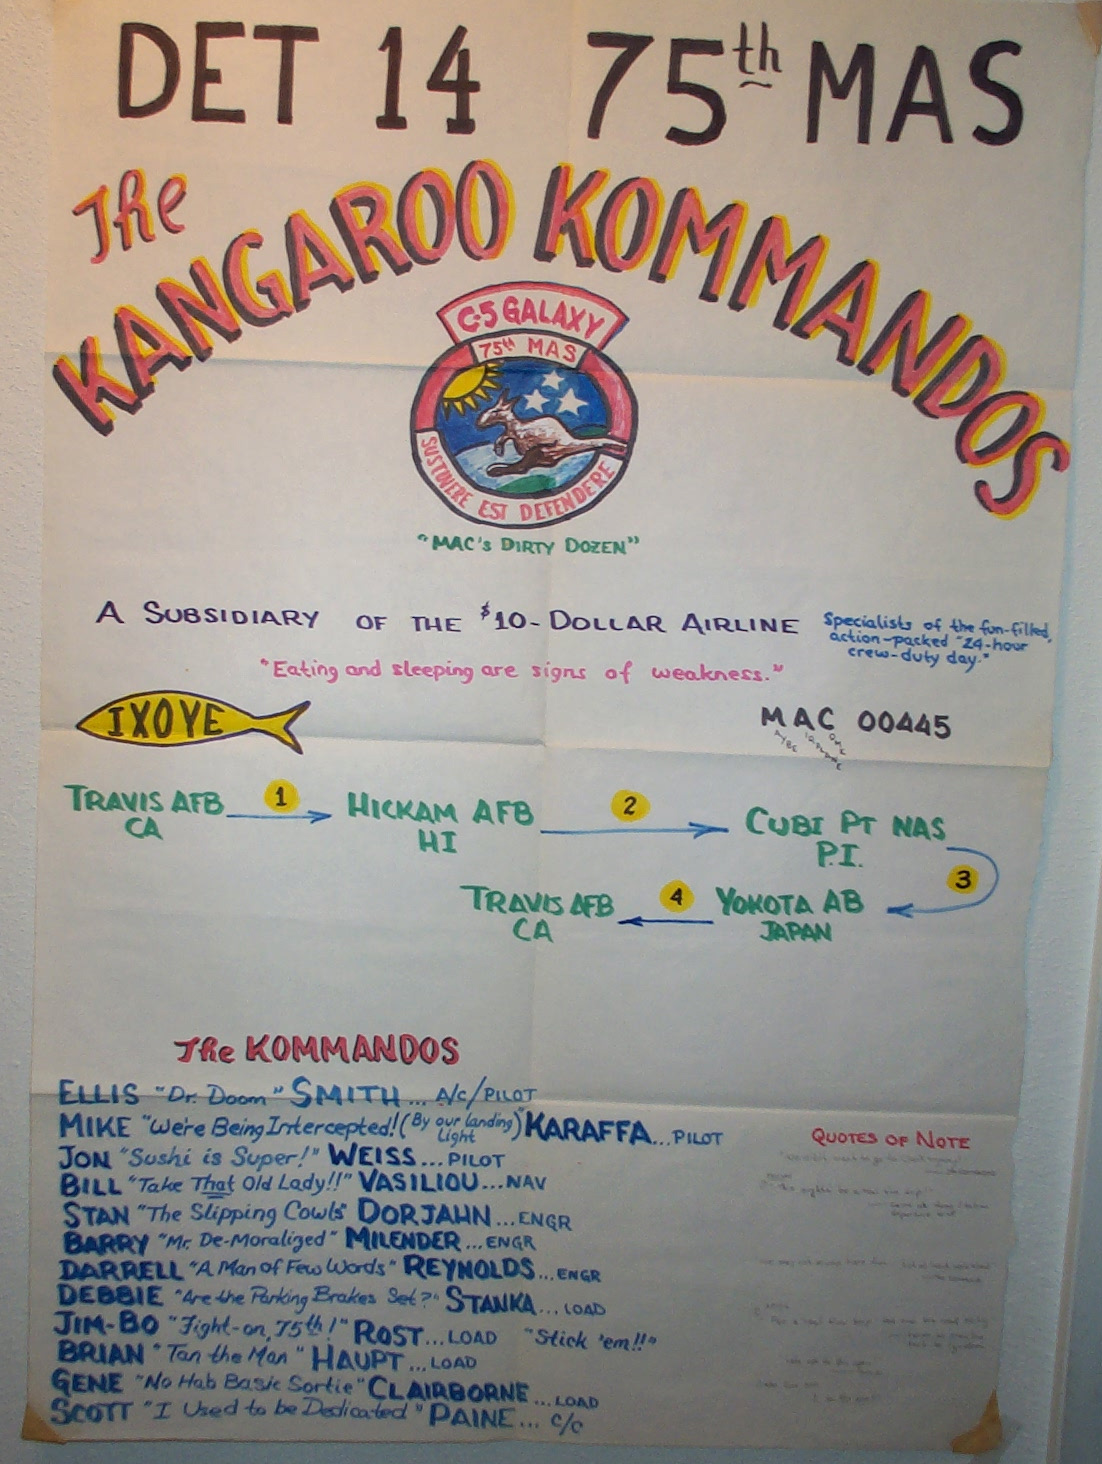 DET 14 75th MAS
The
KANGAROO KOMMANDOS
C-5 GALAXY
75th MAS
SUSTINERE EST DEFENDERE
"MAC's DIRTY DOZEN"
A SUBSIDIARY OF THE $10-DOLLAR AIRLINE
Specialists of the fun-filled,
action-packed "24-hour
crew-duty day."
"Eating and sleeping are signs of weakness."
IXOYE
MAC 00445
AYBE
IRPLANE
OME
TRAVIS AFB
CA
1
HICKAM AFB
HI
2
CUBI PT NAS
P.I.
3
YOKOTA AB
JAPAN
4
TRAVIS AFB
CA
The KOMMANDOS
ELLIS "Dr. Doom" SMITH... A/C/PILOT
MIKE "We're Being Intercepted! (By our landing Light)" KARAFFA...PILOT
JON "Sushi is Super!" WEISS...PILOT
BILL "Take That Old Lady!!" VASILIOU...NAV
STAN "The Slipping Cowls" DORJAHN...ENGR
BARRY "Mr. De-Moralized" MILENDER...ENGR
DARRELL "A Man of Few Words" REYNOLDS...ENGR
DEBBIE "Are the Parking Brakes Set?" STANKA...LOAD
JIM-BO "Fight-on, 75th!" ROST...LOAD "Stick 'em!!"
BRIAN "Tan the Man" HAUPT...LOAD
GENE "No Hab Basic Sortie" CLAIRBORNE...LOAD
SCOTT "I Used to be Dedicated" PAINE... C/C
QUOTES OF NOTE